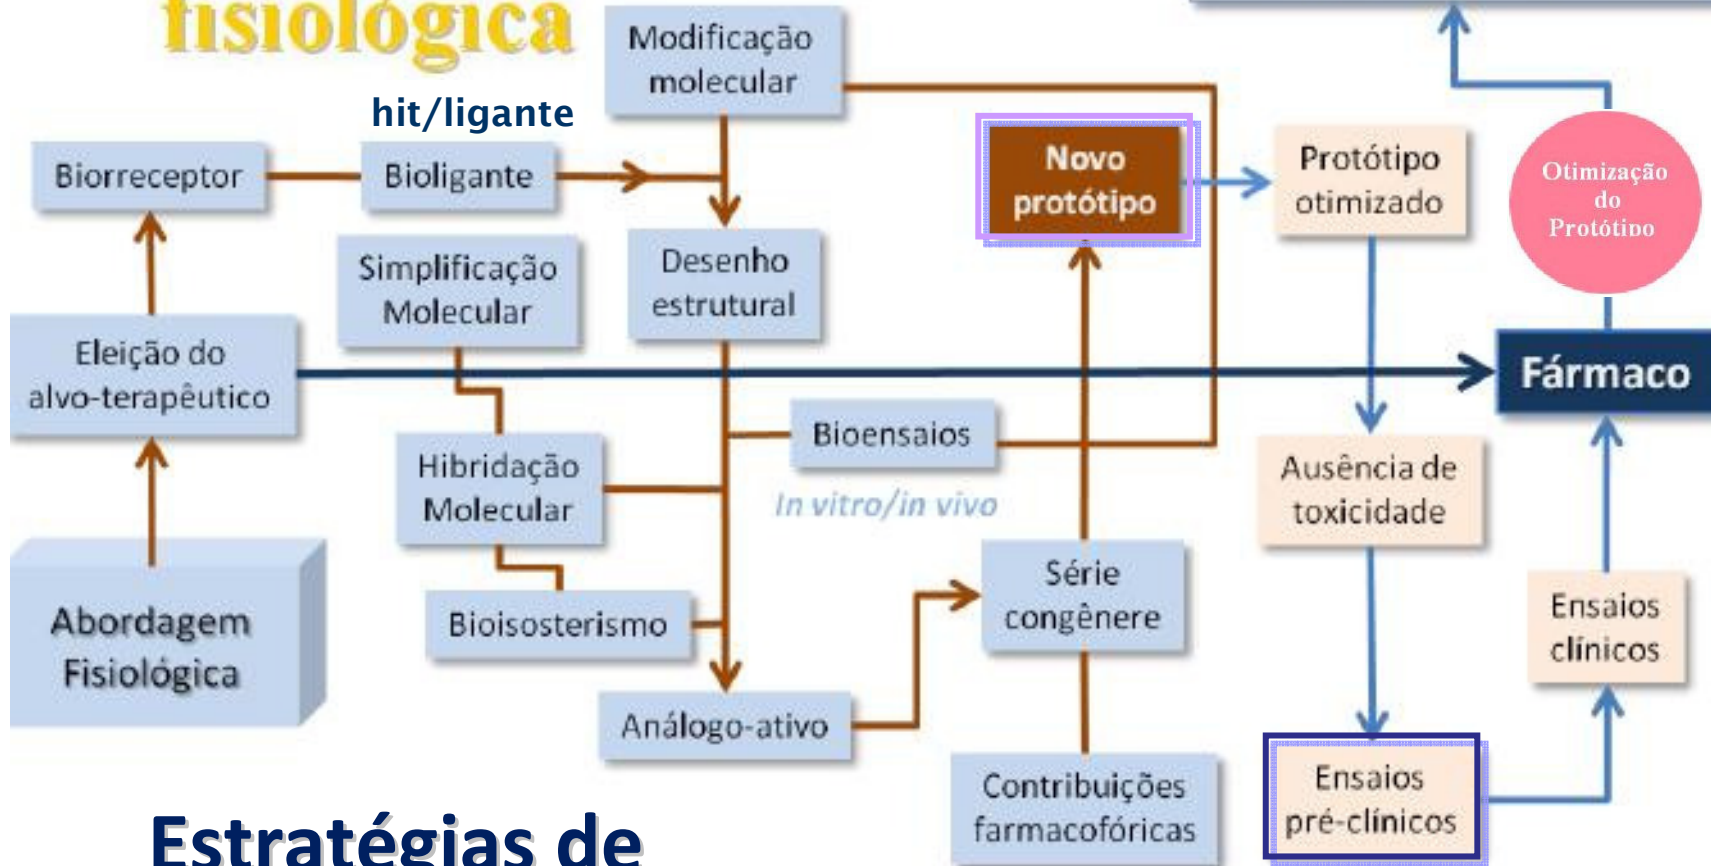 fisiológica
Modificação
molecular
hit/ligante
Biorreceptor
Bioligante
Novo
protótipo
Protótipo
otimizado
Otimização
do
Protótipo
Simplificação
Molecular
Desenho
estrutural
Eleição do
alvo-terapêutico
Fármaco
Bioensaios
Hibridação
Molecular
In vitro/in vivo
Ausência de
toxicidade
Abordagem
Fisiológica
Bioisosterismo
Série
congênere
Ensaios
clínicos
Análogo-ativo
Contribuições
farmacofóricas
Ensaios
pré-clínicos
Estratégias de